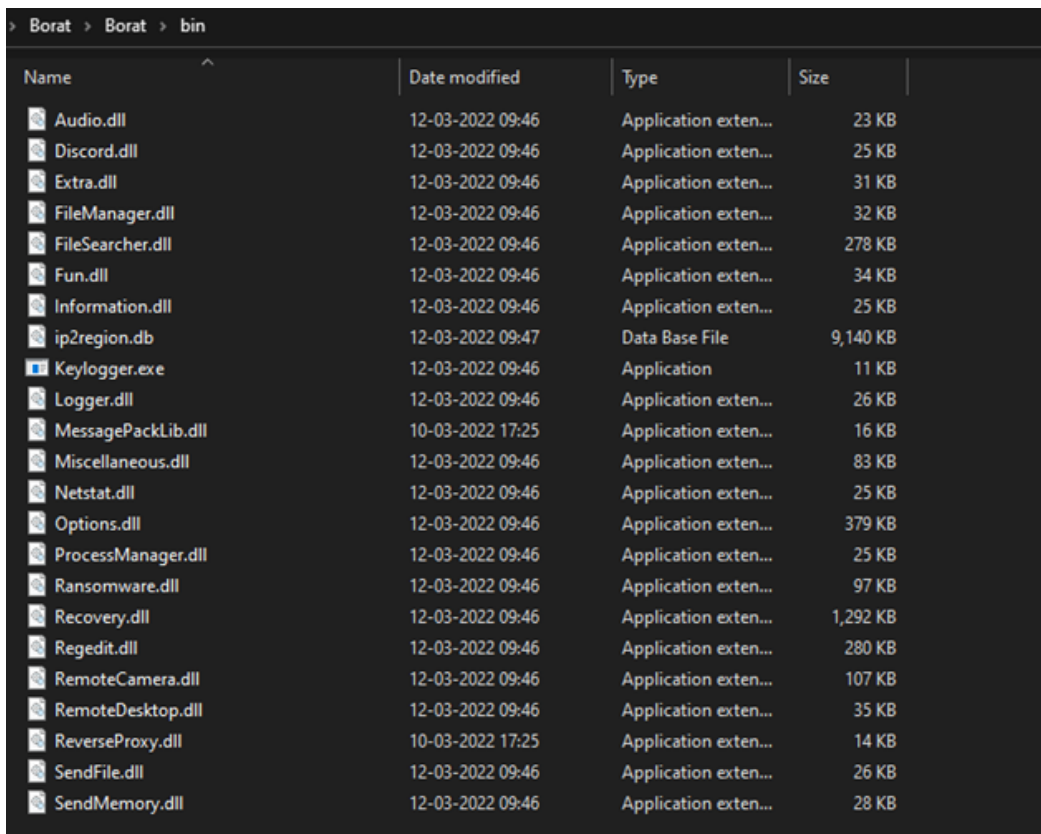 > Borat > Borat > bin
Name Date modified Type Size
Audio.dll 12-03-2022 09:46 Application exten... 23 KB
Discord.dll 12-03-2022 09:46 Application exten... 25 KB
Extra.dll 12-03-2022 09:46 Application exten... 31 KB
FileManager.dll 12-03-2022 09:46 Application exten... 32 KB
FileSearcher.dll 12-03-2022 09:46 Application exten... 278 KB
Fun.dll 12-03-2022 09:46 Application exten... 34 KB
Information.dll 12-03-2022 09:46 Application exten... 25 KB
ip2region.db 12-03-2022 09:47 Data Base File 9,140 KB
Keylogger.exe 12-03-2022 09:46 Application 11 KB
Logger.dll 12-03-2022 09:46 Application exten... 26 KB
MessagePackLib.dll 10-03-2022 17:25 Application exten... 16 KB
Miscellaneous.dll 12-03-2022 09:46 Application exten... 83 KB
Netstat.dll 12-03-2022 09:46 Application exten... 25 KB
Options.dll 12-03-2022 09:46 Application exten... 379 KB
ProcessManager.dll 12-03-2022 09:46 Application exten... 25 KB
Ransomware.dll 12-03-2022 09:46 Application exten... 97 KB
Recovery.dll 12-03-2022 09:46 Application exten... 1,292 KB
Regedit.dll 12-03-2022 09:46 Application exten... 280 KB
RemoteCamera.dll 12-03-2022 09:46 Application exten... 107 KB
RemoteDesktop.dll 12-03-2022 09:46 Application exten... 35 KB
ReverseProxy.dll 10-03-2022 17:25 Application exten... 14 KB
SendFile.dll 12-03-2022 09:46 Application exten... 26 KB
SendMemory.dll 12-03-2022 09:46 Application exten... 28 KB